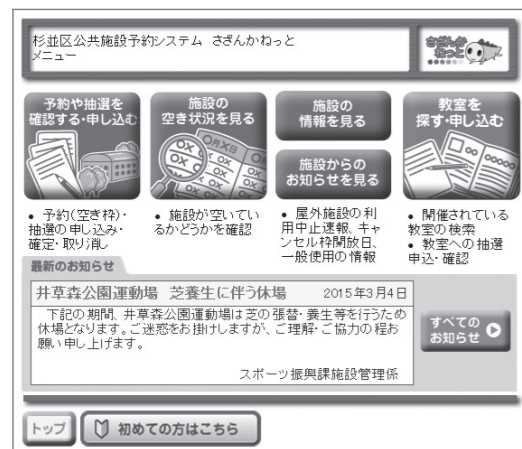 杉並区公共施設予約システム さざんかねっと
メニュー
さざんか
ねっと
予約や抽選を
確認する・申し込む
施設の
空き状況を見る
施設の
情報を見る
施設からの
お知らせを見る
教室を
探す・申し込む
• 予約(空き枠)・
抽選の申し込み・
確定・取り消し
• 施設が空いてい
るかどうかを確認
• 屋外施設の利
用中止速報、キャ
ンセル枠開放日、
一般使用の情報
• 開催されている
教室の検索
• 教室への抽選
申込・確認
最新のお知らせ
井草森公園運動場 芝養生に伴う休場 2015年3月4日
下記の期間、井草森公園運動場は芝の張替・養生等を行うため
休場となります。ご迷惑をお掛けしますが、ご理解・ご協力の程お
願い申し上げます。
スポーツ振興課施設管理係
すべての
お知らせ
トップ
初めての方はこちら